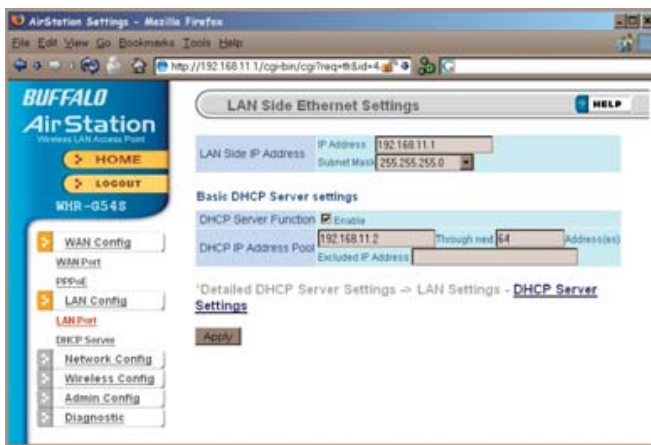 AirStation Settings - Mozilla Firefox
File Edit View Go Bookmarks Tools Help
http://192.168.11.1/cgi-bin/cgi?req=tfr&id=4
BUFFALO
AirStation
Wireless LAN Access Point
HOME
LOGOUT
WHR-G54S
WAN Config
WAN Port
PPPoE
LAN Config
LAN Port
DHCP Server
Network Config
Wireless Config
Admin Config
Diagnostic
LAN Side Ethernet Settings
HELP
LAN Side IP Address
IP Address 192.168.11.1
Subnet Mask 255.255.255.0
Basic DHCP Server settings
DHCP Server Function Enable
DHCP IP Address Pool
192.168.11.2 Through next 64 Address(es)
Excluded IP Address
*Detailed DHCP Server Settings -> LAN Settings - DHCP Server
Settings
Apply